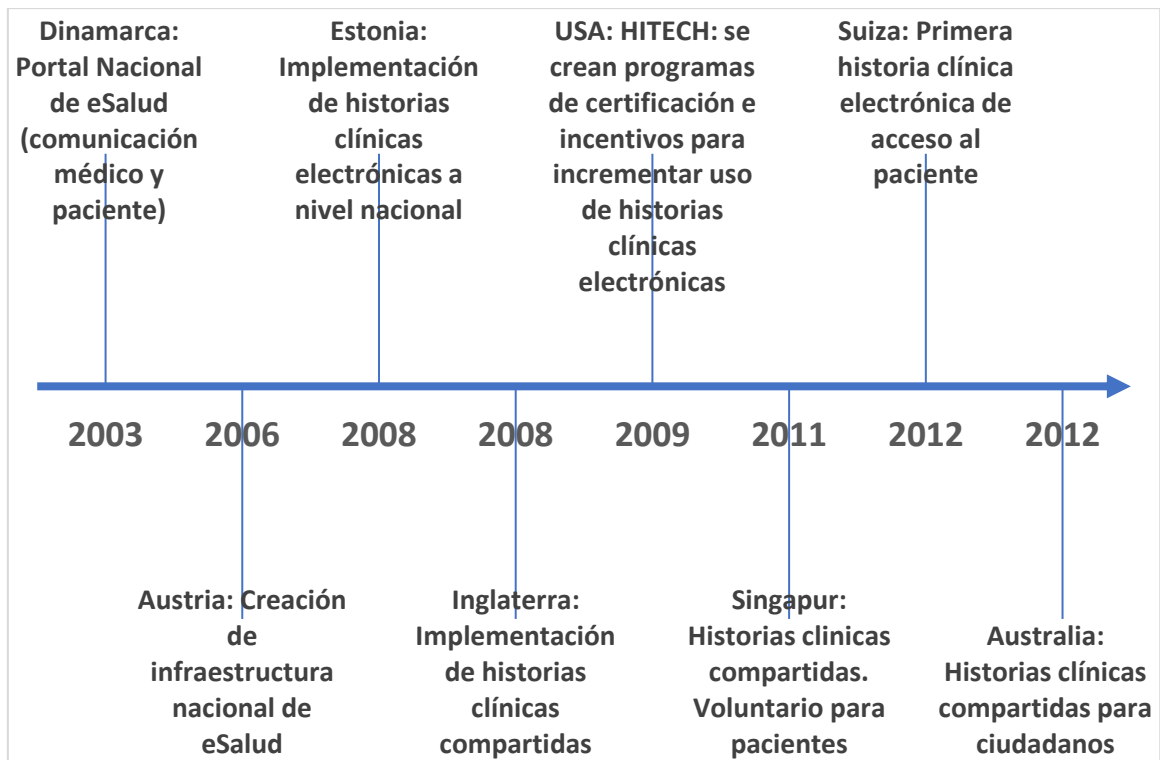 Dinamarca:
Portal Nacional
de eSalud
(comunicación
médico y
paciente)
Estonia:
Implementación
de historias
clínicas
electrónicas a
nivel nacional
USA: HITECH: se
crean programas
de certificación e
incentivos para
incrementar uso
de historias
clínicas
electrónicas
Suiza: Primera
historia clínica
electrónica de
acceso al
paciente
2003
2006
2008
2008
2009
2011
2012
2012
Austria: Creación
de
infraestructura
nacional de
eSalud
Inglaterra:
Implementación
de historias
clínicas
compartidas
Singapur:
Historias clinicas
compartidas.
Voluntario para
pacientes
Australia:
Historias clínicas
compartidas para
ciudadanos